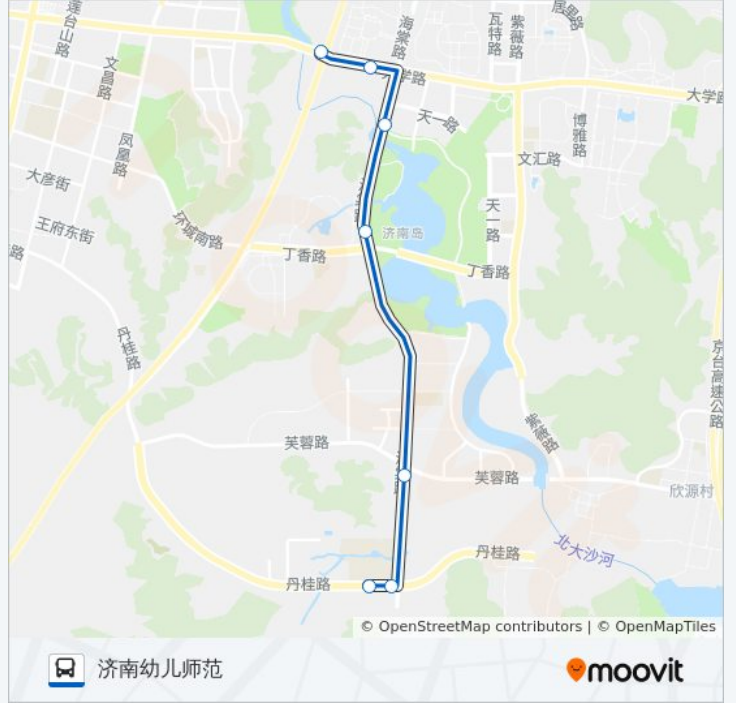 莲台山路
海棠路
瓦特路
紫薇路
居里路
文昌路
学路
大学路
天一路
博雅路
凤凰路
文汇路
大彦街
环城南路
王府东街
天一路
济南岛
路
丁香路
丁香路
丹桂路
京台高速公路
紫薇路
芙蓉路
芙蓉路
欣源村
北大沙河
丹桂路
丹桂路
© OpenStreetMap contributors | © OpenMapTiles
济南幼儿师范
moovit